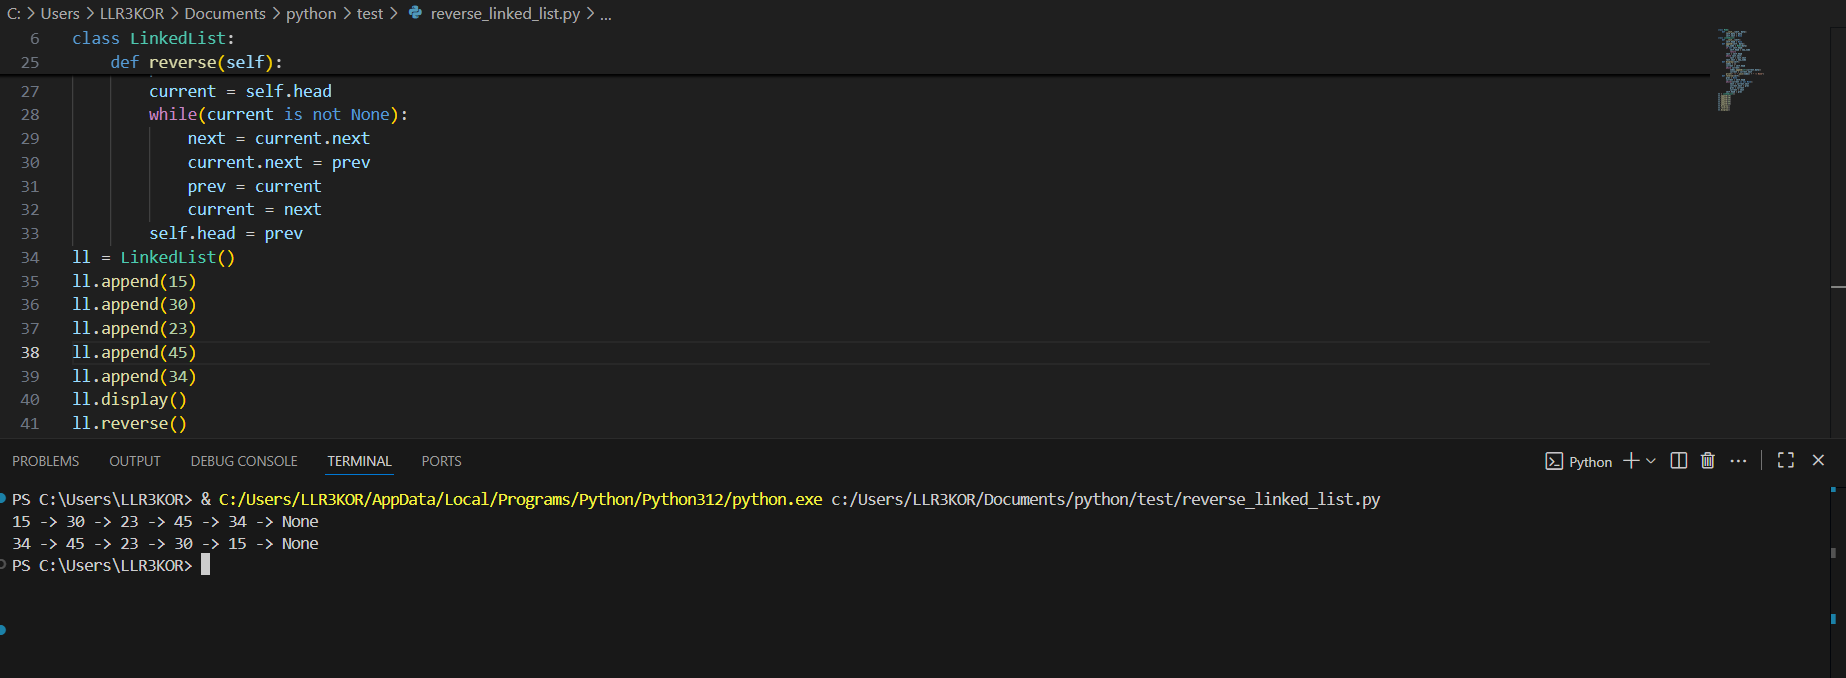 C: > Users > LLR3KOR > Documents > python > test > reverse_linked_list.py > ...
6 class LinkedList:
25 def reverse(self):
27 current = self.head
28 while(current is not None):
29 next = current.next
30 current.next = prev
31 prev = current
32 current = next
33 self.head = prev
34 ll = LinkedList()
35 ll.append(15)
36 ll.append(30)
37 ll.append(23)
38 ll.append(45)
39 ll.append(34)
40 ll.display()
41 ll.reverse()
PROBLEMS OUTPUT DEBUG CONSOLE TERMINAL PORTS Python
PS C:\Users\LLR3KOR> & C:/Users/LLR3KOR/AppData/Local/Programs/Python/Python312/python.exe c:/Users/LLR3KOR/Documents/python/test/reverse_linked_list.py
15 -> 30 -> 23 -> 45 -> 34 -> None
34 -> 45 -> 23 -> 30 -> 15 -> None
PS C:\Users\LLR3KOR>